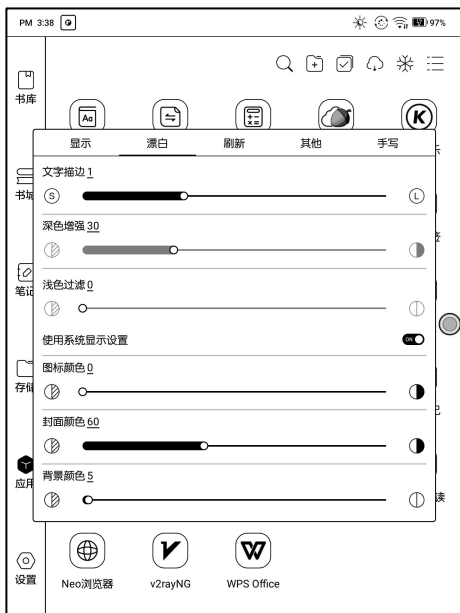 PM 3:38
97%
书库
Aa
K
显示 漂白 刷新 其他 手写
文字描边 1
S L
书城
深色增强 30
浅色过滤 0
笔记
使用系统显示设置 ON
图标颜色 0
存储
封面颜色 60
应用
背景颜色 5
读
设置
Neo浏览器 v2rayNG WPS Office